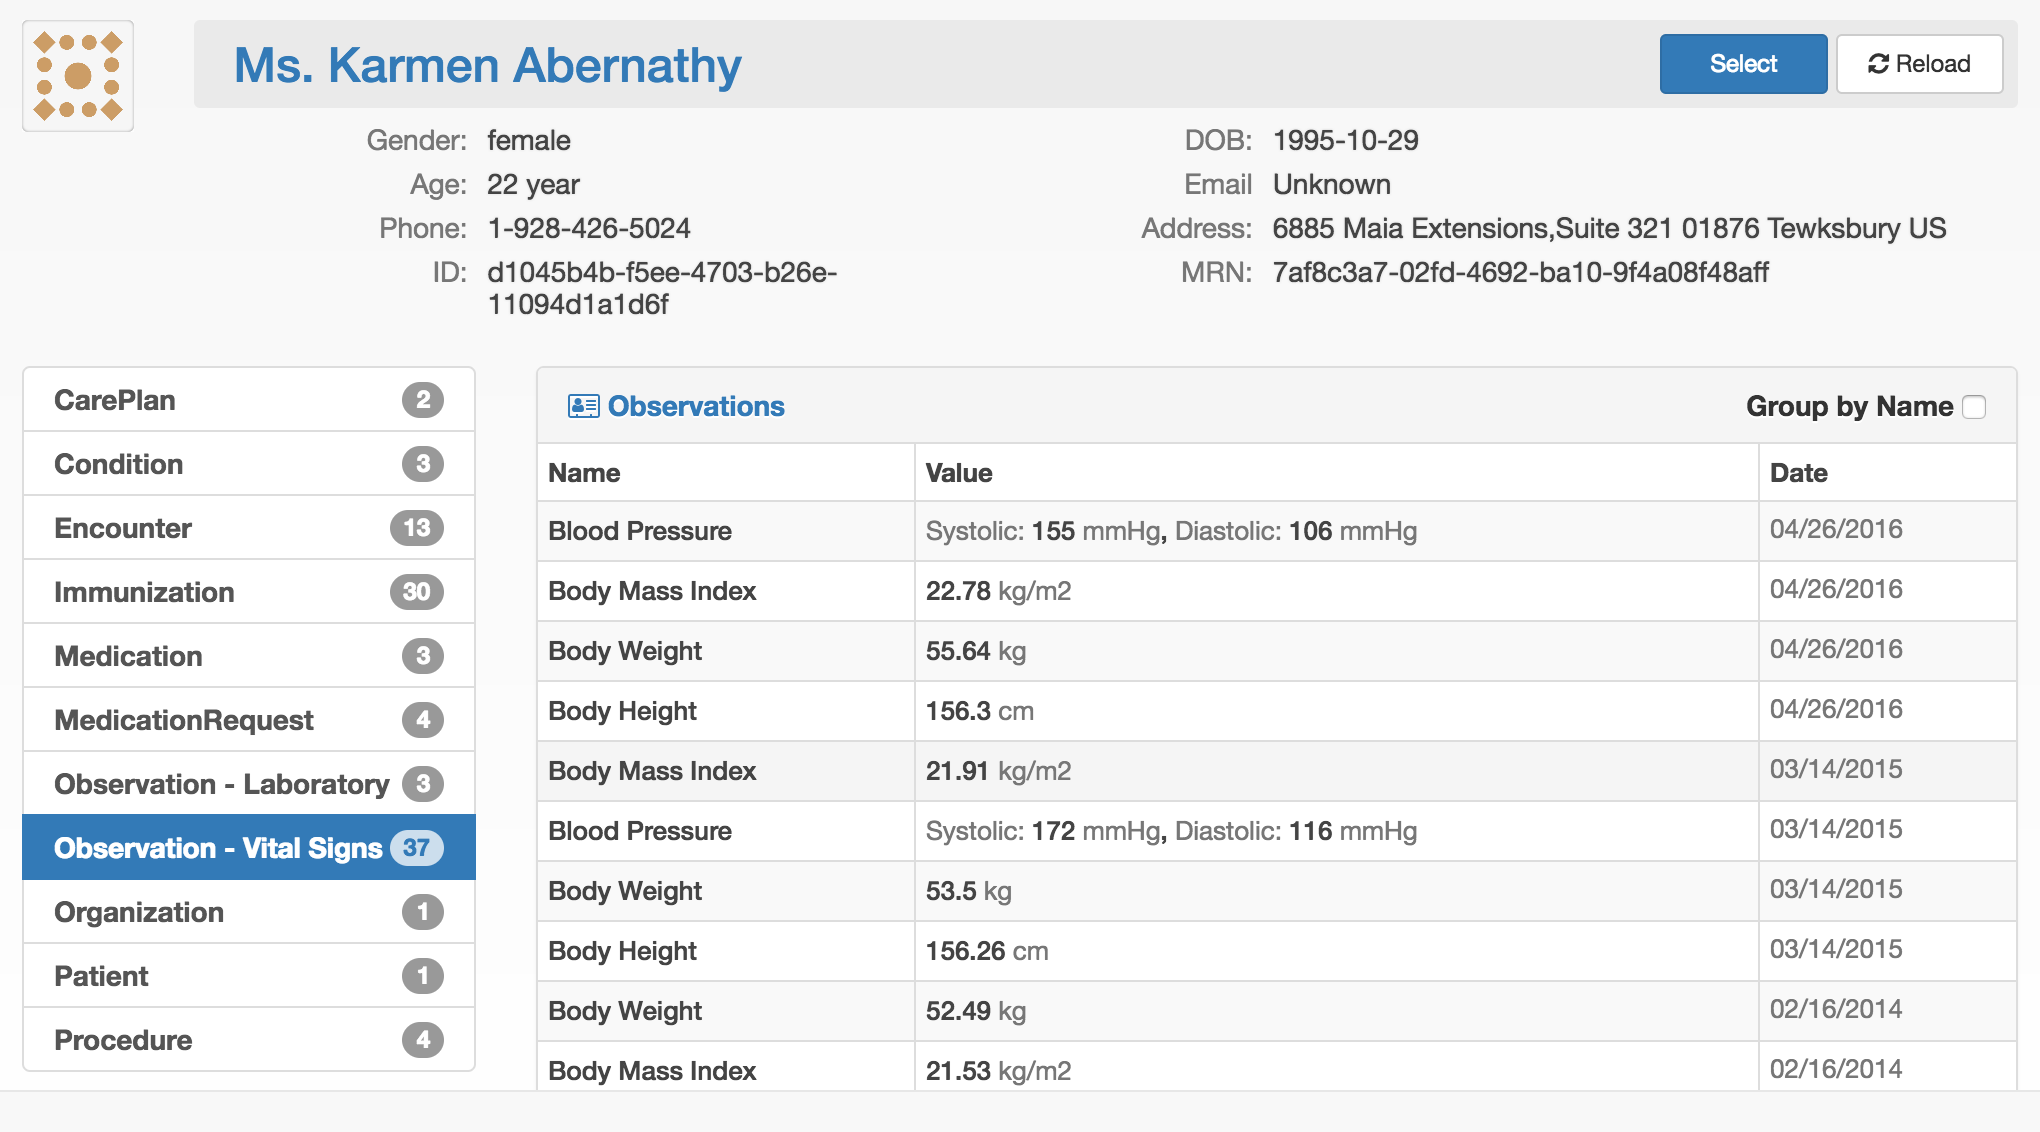 Ms. Karmen Abernathy
Select
Reload
Gender: female
DOB: 1995-10-29
Age: 22 year
Email Unknown
Phone: 1-928-426-5024
Address: 6885 Maia Extensions,Suite 321 01876 Tewksbury US
ID: d1045b4b-f5ee-4703-b26e-
11094d1a1d6f
MRN: 7af8c3a7-02fd-4692-ba10-9f4a08f48aff
CarePlan 2
Condition 3
Encounter 13
Immunization 30
Medication 3
MedicationRequest 4
Observation - Laboratory 3
Observation - Vital Signs 37
Organization 1
Patient 1
Procedure 4
Observations
Group by Name
Name Value Date
Blood Pressure Systolic: 155 mmHg, Diastolic: 106 mmHg 04/26/2016
Body Mass Index 22.78 kg/m2 04/26/2016
Body Weight 55.64 kg 04/26/2016
Body Height 156.3 cm 04/26/2016
Body Mass Index 21.91 kg/m2 03/14/2015
Blood Pressure Systolic: 172 mmHg, Diastolic: 116 mmHg 03/14/2015
Body Weight 53.5 kg 03/14/2015
Body Height 156.26 cm 03/14/2015
Body Weight 52.49 kg 02/16/2014
Body Mass Index 21.53 kg/m2 02/16/2014